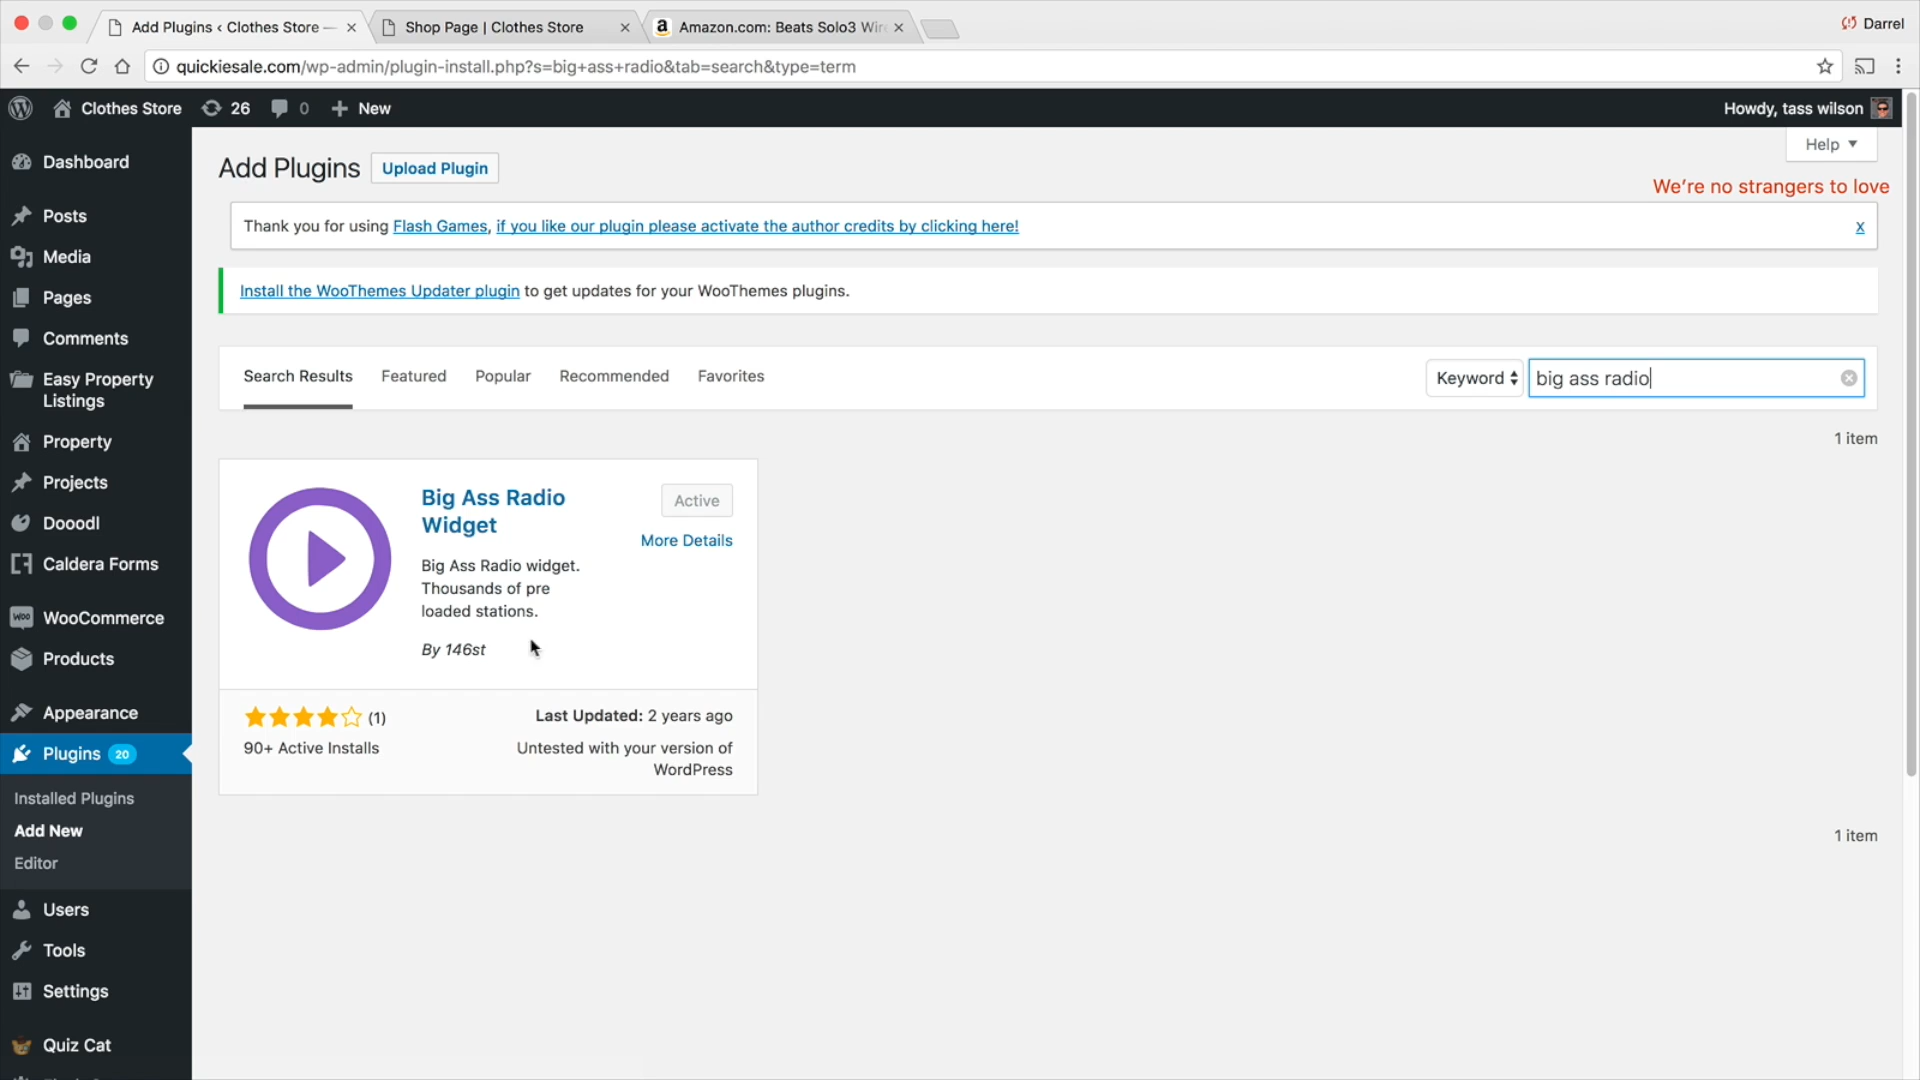 Add Plugins ‹ Clothes Store —
Shop Page | Clothes Store
Amazon.com: Beats Solo3 Wir
Darrel
quickiesale.com/wp-admin/plugin-install.php?s=big+ass+radio&tab=search&type=term
Clothes Store
26
0
New
Howdy, tass wilson
Dashboard
Posts
Media
Pages
Comments
Easy Property
Listings
Property
Projects
Dooodl
Caldera Forms
WooCommerce
Products
Appearance
Plugins 20
Installed Plugins
Add New
Editor
Users
Tools
Settings
Quiz Cat
Add Plugins
Upload Plugin
Help
We're no strangers to love
Thank you for using Flash Games, if you like our plugin please activate the author credits by clicking here!
x
Install the WooThemes Updater plugin to get updates for your WooThemes plugins.
Search Results
Featured
Popular
Recommended
Favorites
Keyword
big ass radio
1 item
Big Ass Radio
Widget
Active
More Details
Big Ass Radio widget.
Thousands of pre
loaded stations.
By 146st
(1)
Last Updated: 2 years ago
90+ Active Installs
Untested with your version of
WordPress
1 item